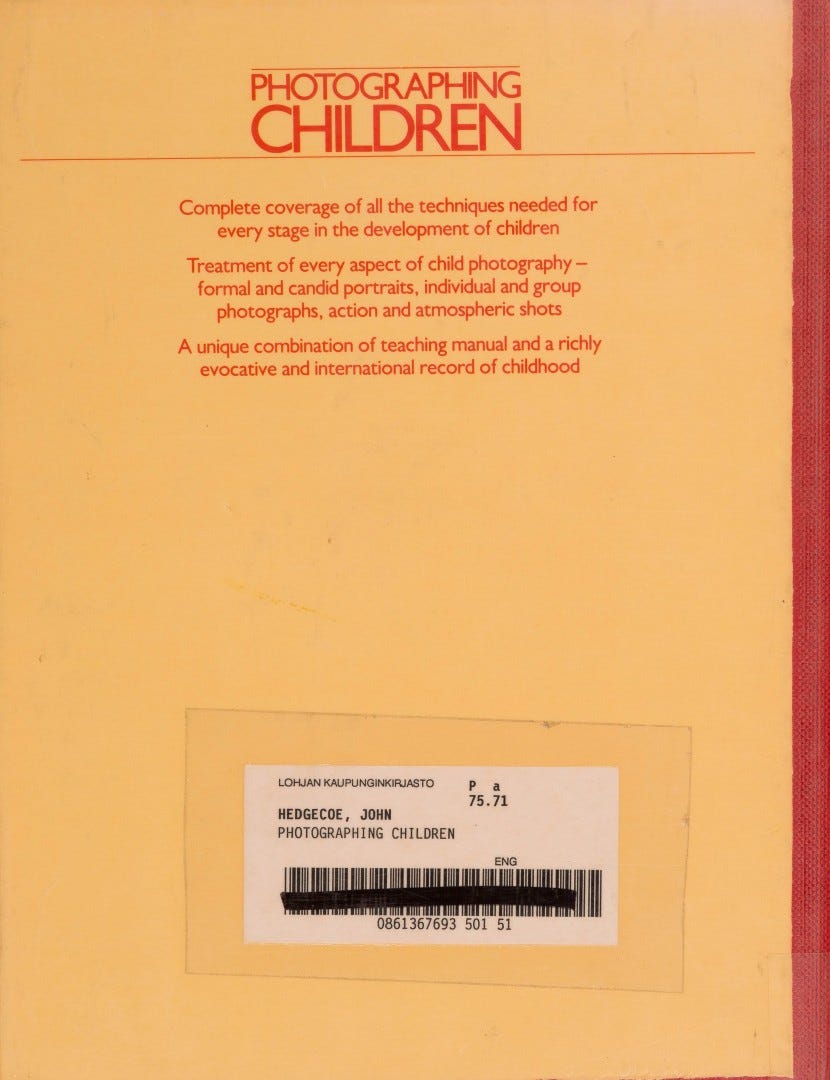 PHOTOGRAPHING
CHILDREN
Complete coverage of all the techniques needed for
every stage in the development of children
Treatment of every aspect of child photography –
formal and candid portraits, individual and group
photographs, action and atmospheric shots
A unique combination of teaching manual and a richly
evocative and international record of childhood
LOHJAN KAUPUNGINKIRJASTO
P a
75.71
HEDGECOE, JOHN
PHOTOGRAPHING CHILDREN
ENG
0861367693 501 51